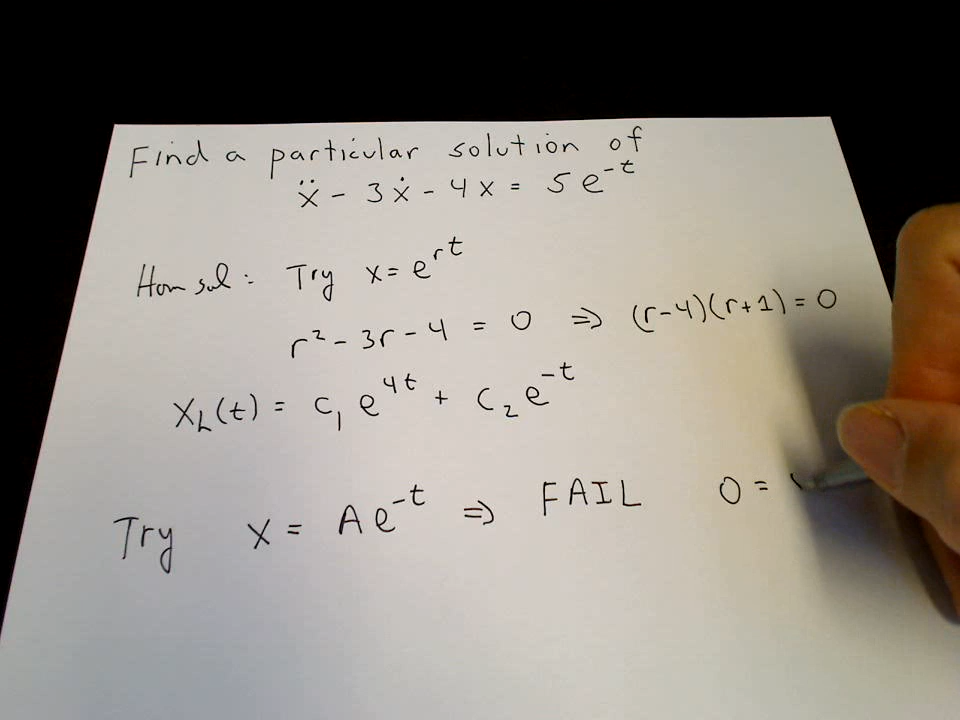 Find a particular solution of
ẍ - 3ẋ - 4x = 5e^-t
Hom sol: Try x = e^rt
r² - 3r - 4 = 0 ⇒ (r-4)(r+1) = 0
x_h(t) = c₁e^4t + c₂e^-t
Try x = Ae^-t ⇒ FAIL 0 =